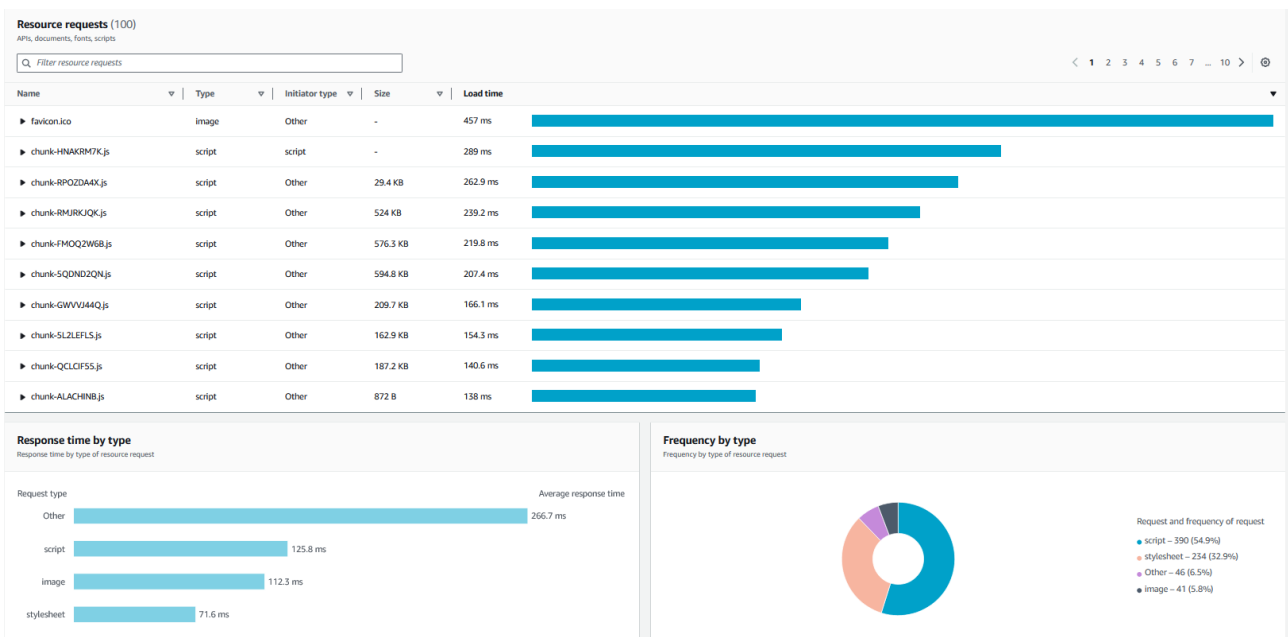 Resource requests (100)
APIs, documents, fonts, scripts
Filter resource requests
1 2 3 4 5 6 7 ... 10
Name Type Initiator type Size Load time
favicon.ico image Other - 457 ms
chunk-HNAKRM7K.js script script - 289 ms
chunk-RPOZDA4X.js script Other 29.4 KB 262.9 ms
chunk-RMJRKJQK.js script Other 524 KB 239.2 ms
chunk-FMOQ2W6B.js script Other 576.3 KB 219.8 ms
chunk-5QDND2QN.js script Other 594.8 KB 207.4 ms
chunk-GWVVJ44Q.js script Other 209.7 KB 166.1 ms
chunk-5L2LEFLS.js script Other 162.9 KB 154.3 ms
chunk-QCLCIF55.js script Other 187.2 KB 140.6 ms
chunk-ALACHINB.js script Other 872 B 138 ms
Response time by type
Response time by type of resource request
Request type Average response time
Other 266.7 ms
script 125.8 ms
image 112.3 ms
stylesheet 71.6 ms
Frequency by type
Frequency by type of resource request
Request and frequency of request
script – 390 (54.9%)
stylesheet – 234 (32.9%)
Other – 46 (6.5%)
image – 41 (5.8%)